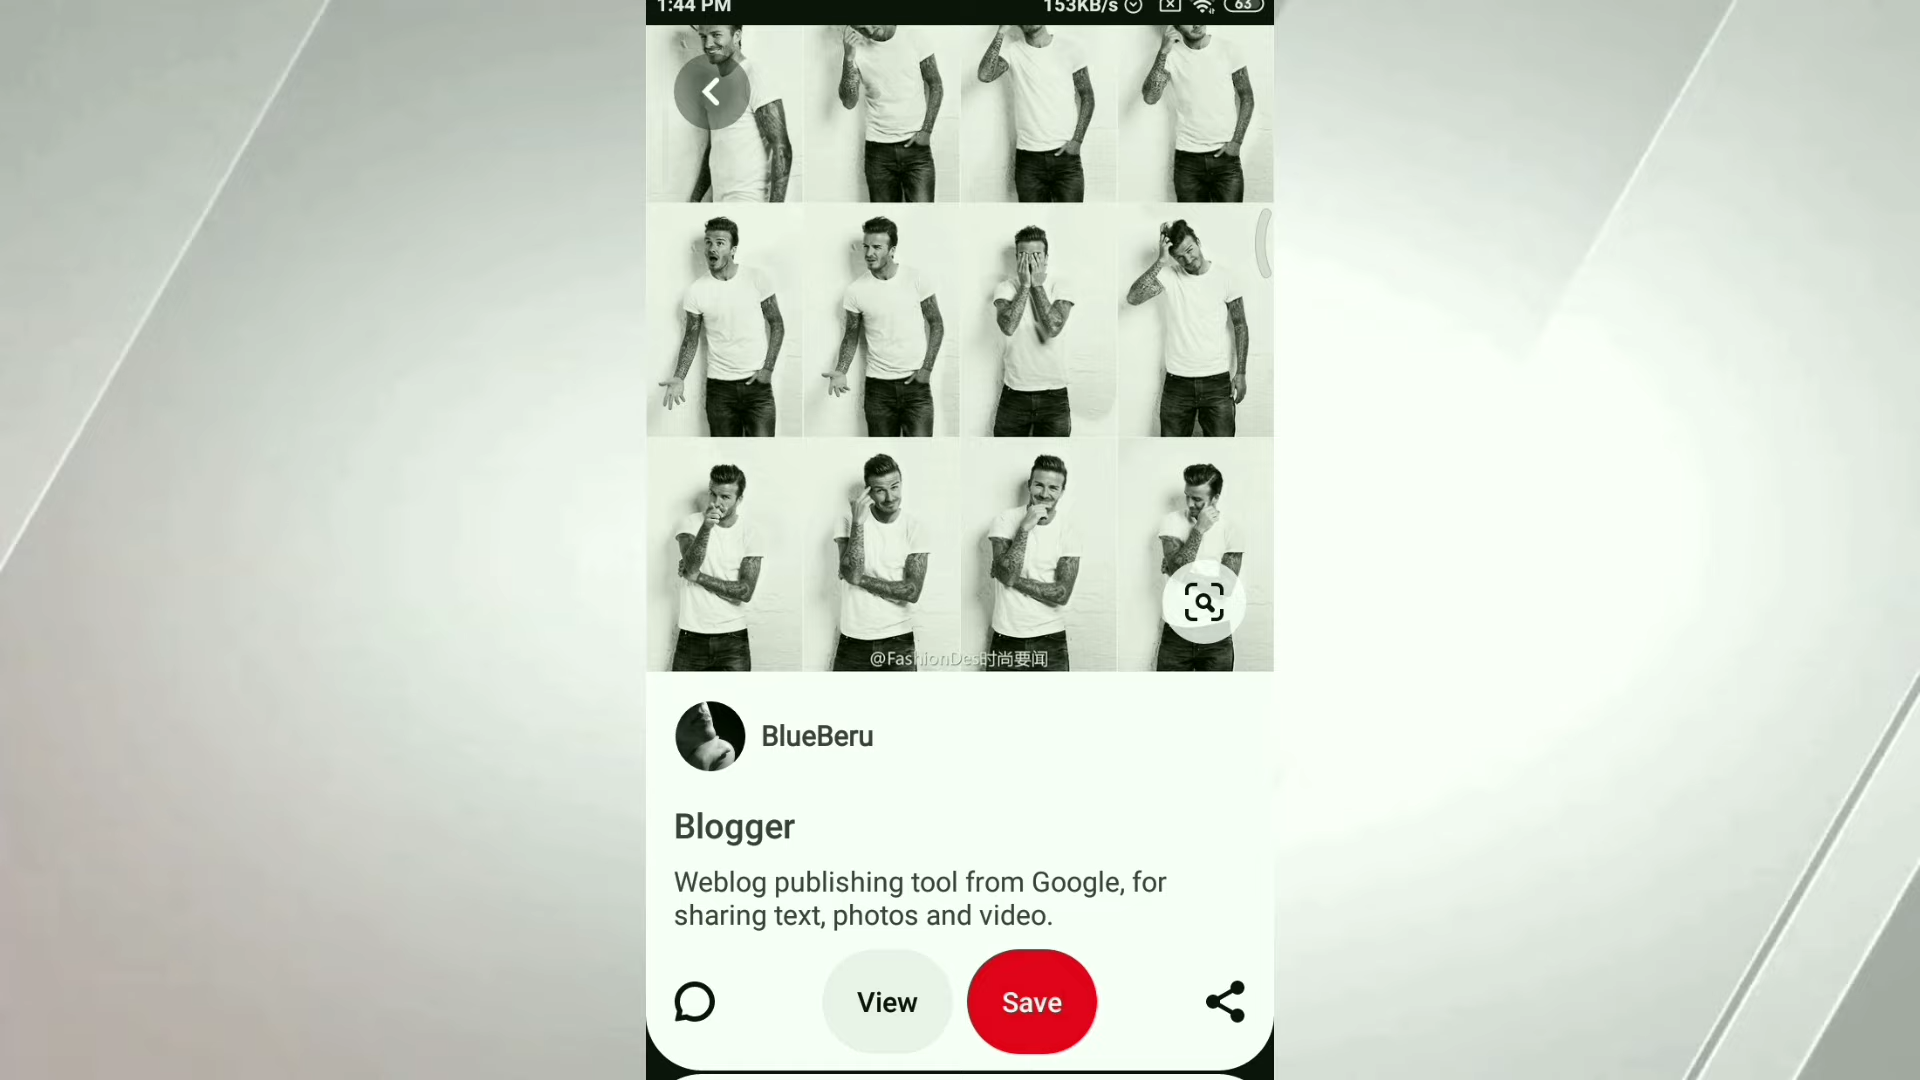 1:44 PM
153KB/s
63
@FashionDes时尚要闻
BlueBeru
Blogger
Weblog publishing tool from Google, for
sharing text, photos and video.
View
Save